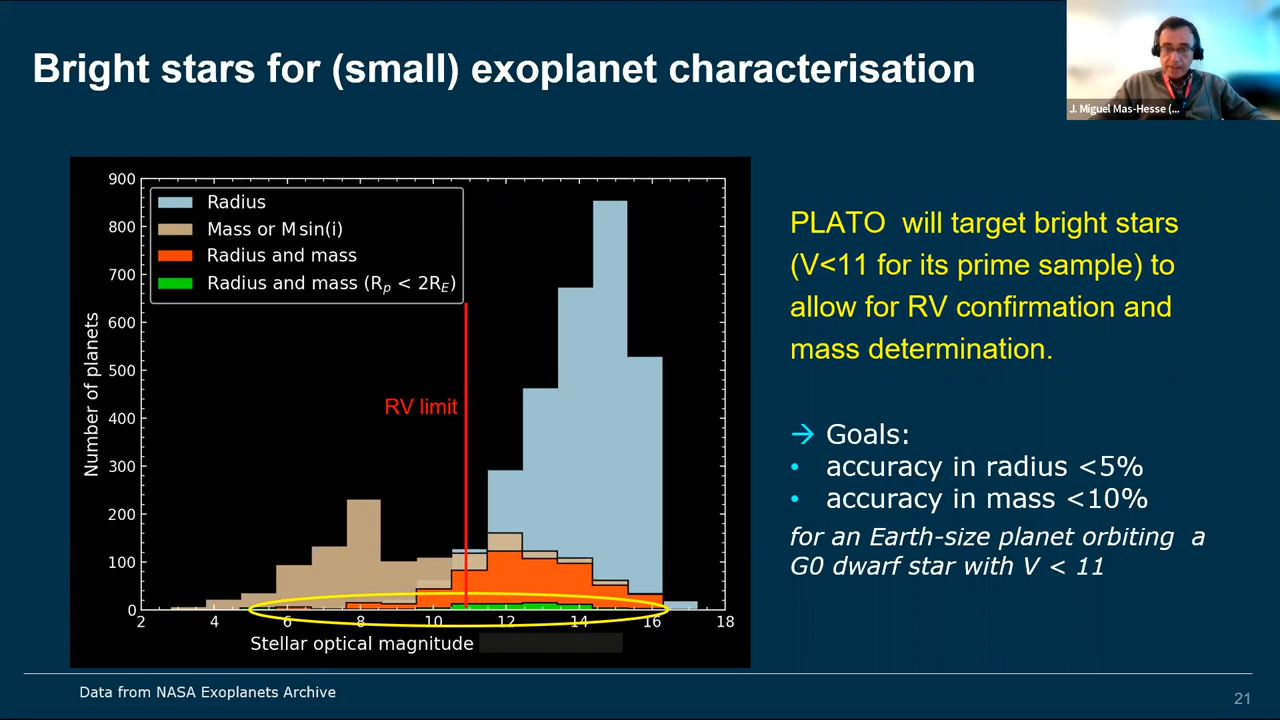 Bright stars for (small) exoplanet characterisation
J. Miguel Mas-Hesse (...
900
800
700
600
500
400
300
200
100
0
Number of planets
Radius
Mass or M sin(i)
Radius and mass
Radius and mass (Rp < 2RE)
RV limit
2 4 6 8 10 12 14 16 18
Stellar optical magnitude
PLATO will target bright stars
(V<11 for its prime sample) to
allow for RV confirmation and
mass determination.
→ Goals:
• accuracy in radius <5%
• accuracy in mass <10%
for an Earth-size planet orbiting a
G0 dwarf star with V < 11
Data from NASA Exoplanets Archive
21